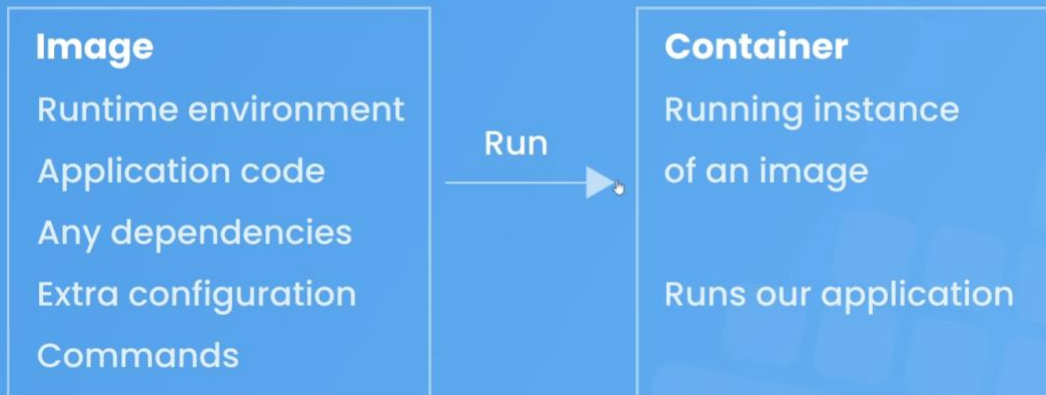 Image
Runtime environment
Application code
Any dependencies
Extra configuration
Commands
Run
Container
Running instance
of an image
Runs our application